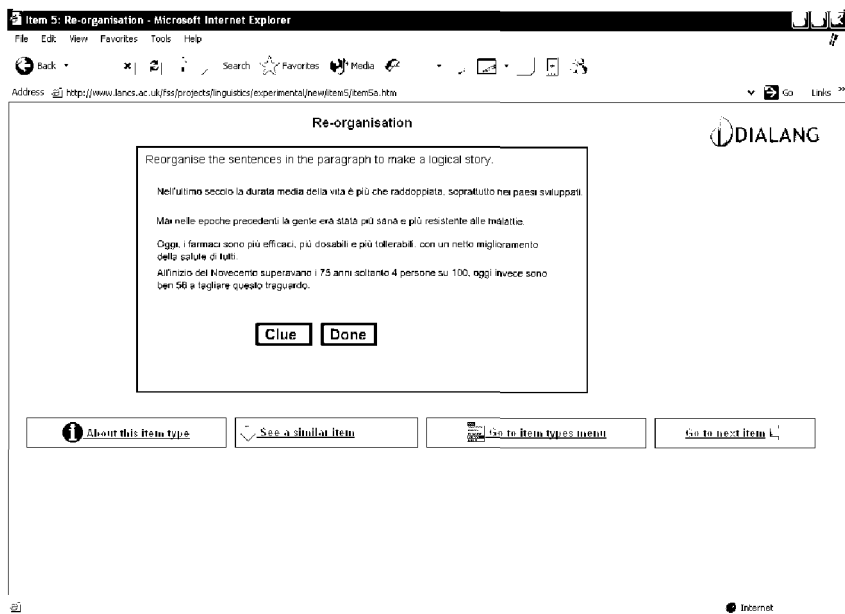 Item 5: Re-organisation - Microsoft Internet Explorer
File Edit View Favorites Tools Help
Back Search Favorites Media
Address http://www.lancs.ac.uk/fss/projects/linguistics/experimental/new/item5/item5a.htm Go Links »
Re-organisation
DIALANG
Reorganise the sentences in the paragraph to make a logical story.
Nell'ultimo secolo la durata media della vita è più che raddoppiata, soprattutto nei paesi sviluppati.
Mai nelle epoche precedenti la gente era stata più sana e più resistente alle malattie.
Oggi, i farmaci sono più efficaci, più dosabili e più tollerabili, con un netto miglioramento
della salute di tutti.
All'inizio del Novecento superavano i 75 anni soltanto 4 persone su 100, oggi invece sono
ben 56 a tagliare questo traguardo.
Clue Done
About this item type See a similar item Go to item types menu Go to next item
Internet